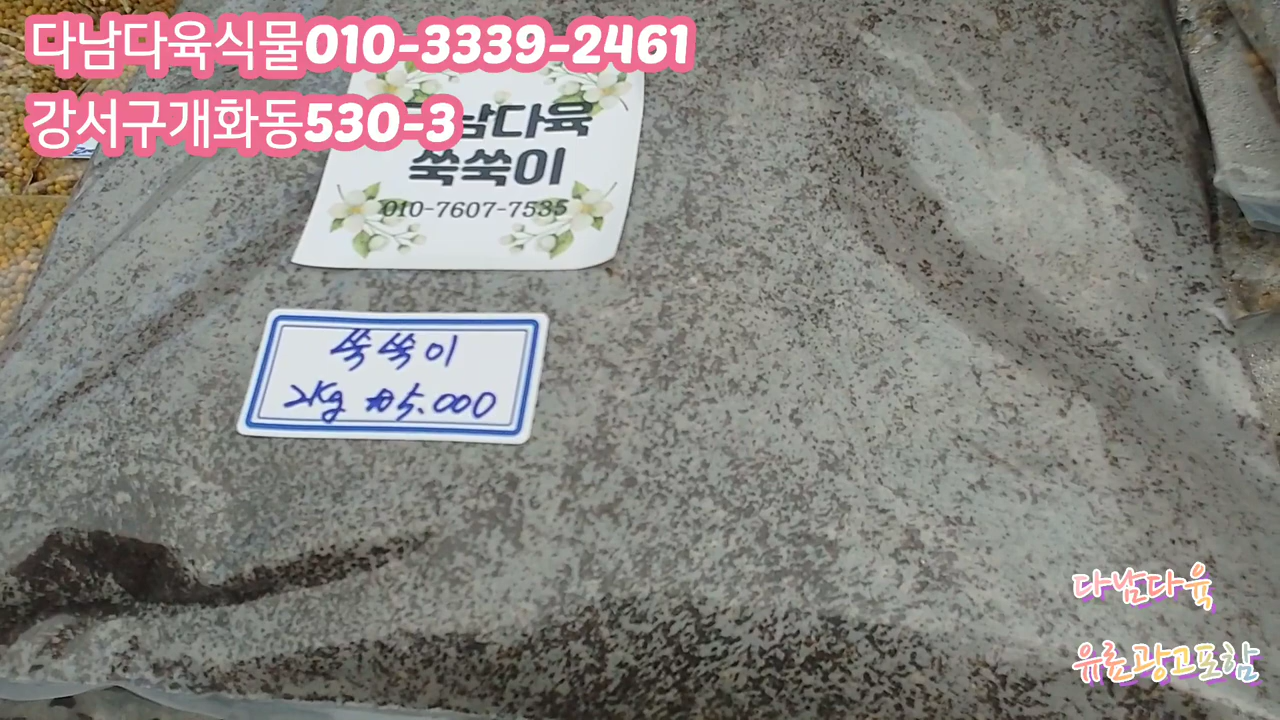 다남다육식물010-3339-2461
강서구개화동530-3
남다육
쑥쑥이
010-7607-7535
쑥쑥이
2Kg ₩5.000
다남다육
유료광고포함